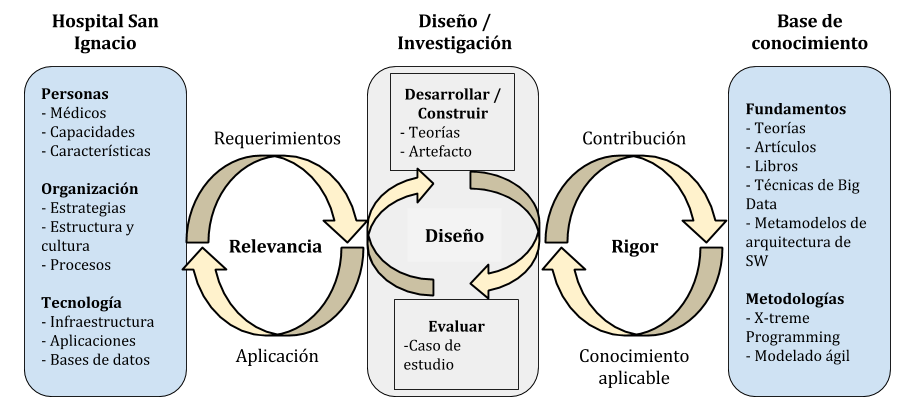 Hospital San
Ignacio
Personas
- Médicos
- Capacidades
- Características
Organización
- Estrategias
- Estructura y
cultura
- Procesos
Tecnología
- Infraestructura
- Aplicaciones
- Bases de datos
Requerimientos
Relevancia
Aplicación
Diseño /
Investigación
Desarrollar /
Construir
- Teorías
- Artefacto
Diseño
Evaluar
-Caso de
estudio
Contribución
Rigor
Conocimiento
aplicable
Base de
conocimiento
Fundamentos
- Teorías
- Artículos
- Libros
- Técnicas de Big
Data
- Metamodelos de
arquitectura de
SW
Metodologías
- X-treme
Programming
- Modelado ágil